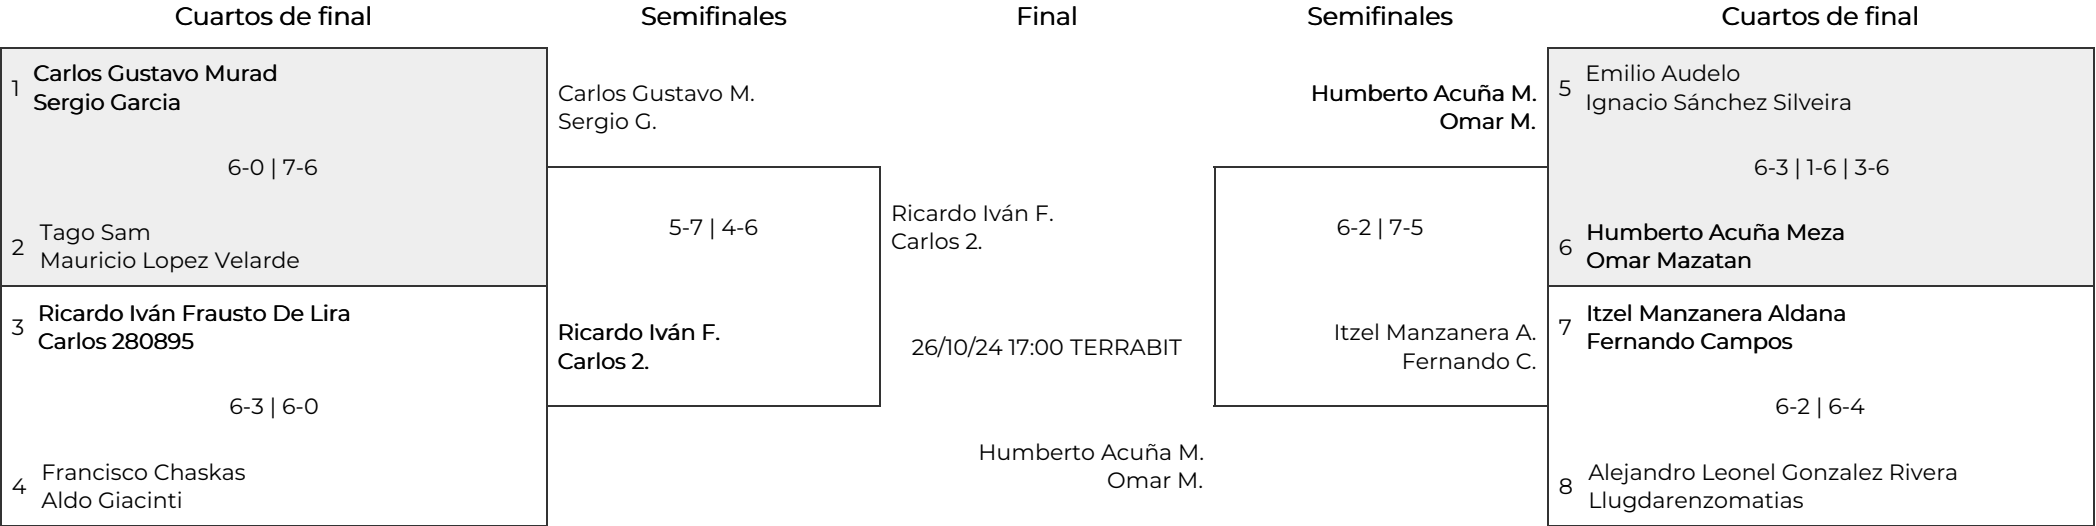 Cuartos de final
Semifinales
Final
Semifinales
Cuartos de final
1
Carlos Gustavo Murad
Sergio Garcia
6-0 | 7-6
2
Tago Sam
Mauricio Lopez Velarde
3
Ricardo Iván Frausto De Lira
Carlos 280895
6-3 | 6-0
4
Francisco Chaskas
Aldo Giacinti
Carlos Gustavo M.
Sergio G.
5-7 | 4-6
Ricardo Iván F.
Carlos 2.
Ricardo Iván F.
Carlos 2.
26/10/24 17:00 TERRABIT
Humberto Acuña M.
Omar M.
Humberto Acuña M.
Omar M.
6-2 | 7-5
Itzel Manzanera A.
Fernando C.
5
Emilio Audelo
Ignacio Sánchez Silveira
6-3 | 1-6 | 3-6
6
Humberto Acuña Meza
Omar Mazatan
7
Itzel Manzanera Aldana
Fernando Campos
6-2 | 6-4
8
Alejandro Leonel Gonzalez Rivera
Llugdarenzomatias